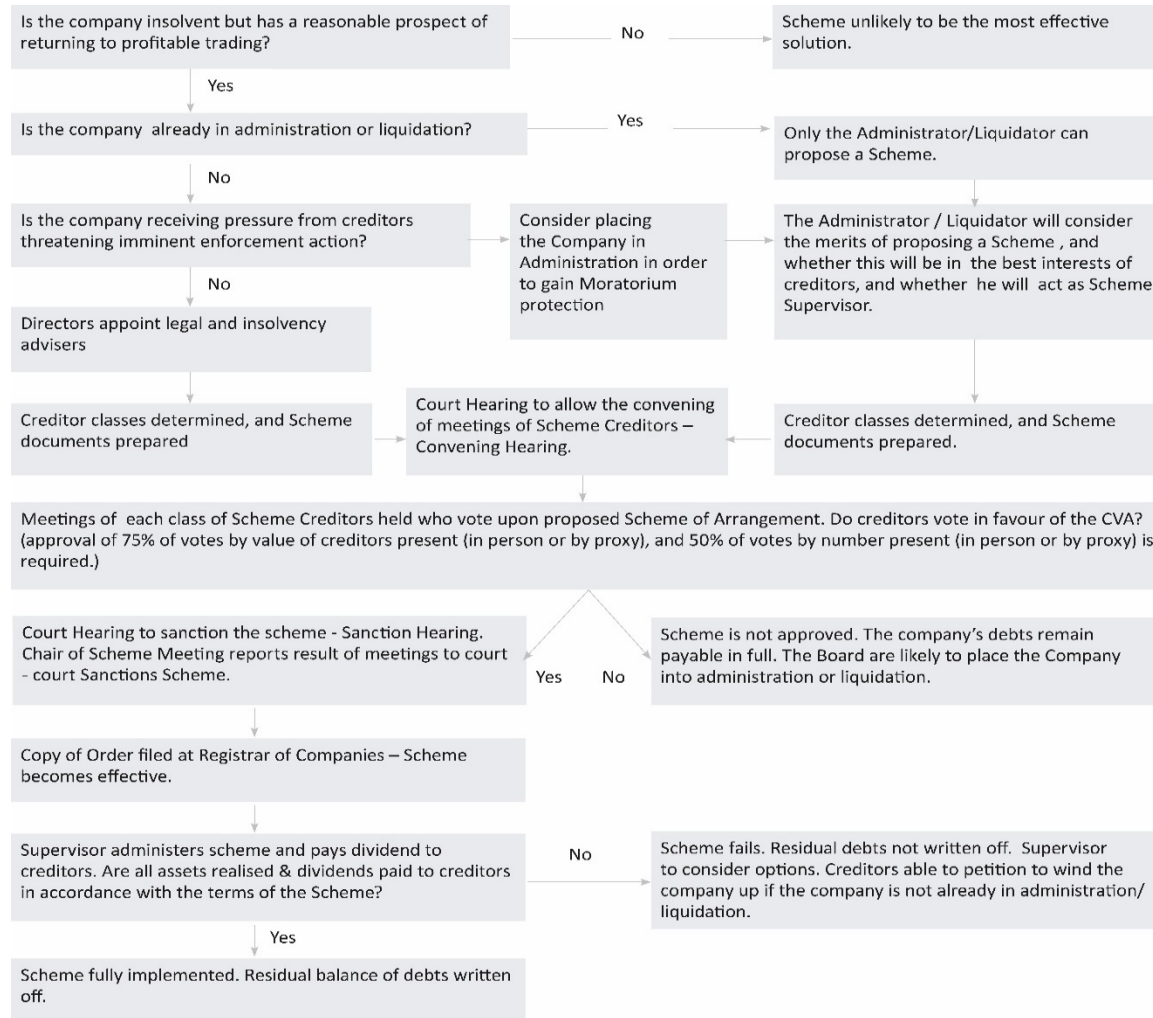 Is the company insolvent but has a reasonable prospect of
returning to profitable trading?
No
Scheme unlikely to be the most effective
solution.
Yes
Is the company already in administration or liquidation?
Yes
Only the Administrator/Liquidator can
propose a Scheme.
No
Is the company receiving pressure from creditors
threatening imminent enforcement action?
Consider placing
the Company in
Administration in order
to gain Moratorium
protection
The Administrator / Liquidator will consider
the merits of proposing a Scheme , and
whether this will be in the best interests of
creditors, and whether he will act as Scheme
Supervisor.
No
Directors appoint legal and insolvency
advisers
Creditor classes determined, and Scheme
documents prepared
Court Hearing to allow the convening
of meetings of Scheme Creditors –
Convening Hearing.
Creditor classes determined, and Scheme
documents prepared.
Meetings of each class of Scheme Creditors held who vote upon proposed Scheme of Arrangement. Do creditors vote in favour of the CVA?
(approval of 75% of votes by value of creditors present (in person or by proxy), and 50% of votes by number present (in person or by proxy) is
required.)
Court Hearing to sanction the scheme - Sanction Hearing.
Chair of Scheme Meeting reports result of meetings to court
- court Sanctions Scheme.
Yes
No
Scheme is not approved. The company's debts remain
payable in full. The Board are likely to place the Company
into administration or liquidation.
Copy of Order filed at Registrar of Companies – Scheme
becomes effective.
Supervisor administers scheme and pays dividend to
creditors. Are all assets realised & dividends paid to creditors
in accordance with the terms of the Scheme?
No
Scheme fails. Residual debts not written off. Supervisor
to consider options. Creditors able to petition to wind the
company up if the company is not already in administration/
liquidation.
Yes
Scheme fully implemented. Residual balance of debts written
off.